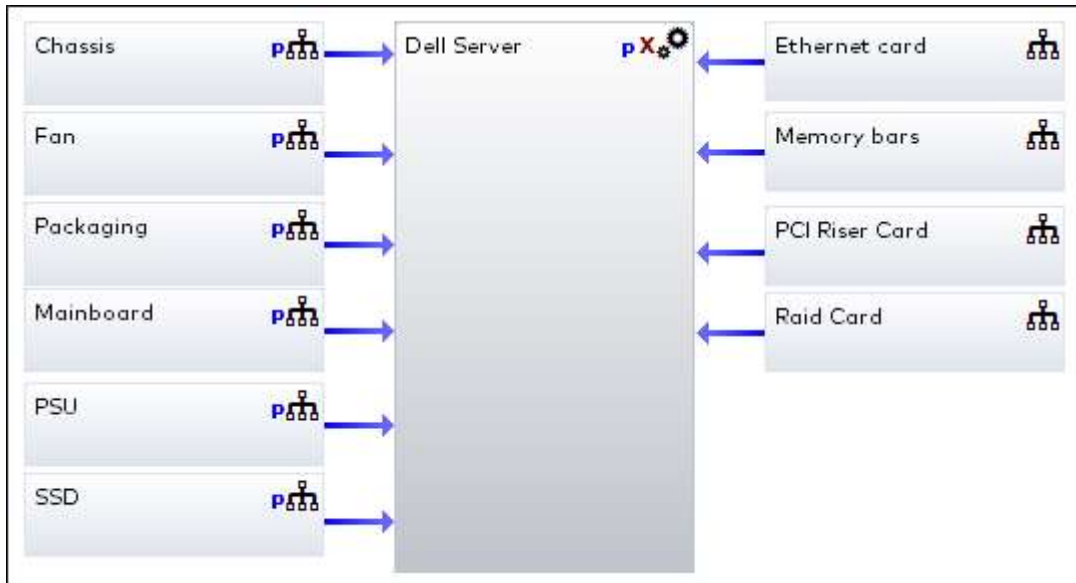 Chassis p
Fan p
Packaging p
Mainboard p
PSU p
SSD p
Dell Server p X
Ethernet card
Memory bars
PCI Riser Card
Raid Card